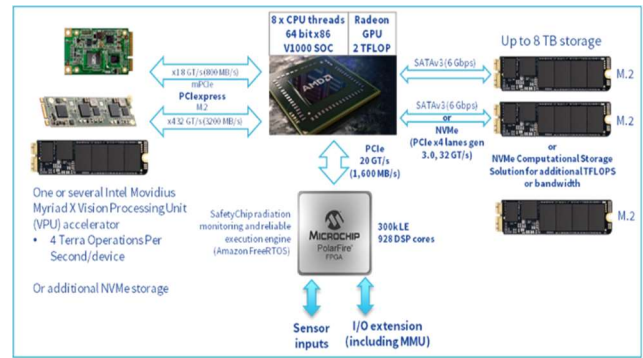 8 x CPU threads
64 bit x86
V1000 SOC
Radeon
GPU
2 TFLOP
AMD
x1 8 GT/s (800 MB/s)
mPCIe
PCIexpress
M.2
x4 32 GT/s (3200 MB/s)
SATAv3 (6 Gbps)
SATAv3 (6 Gbps)
or
NVMe
(PCIe x4 lanes gen
3.0, 32 GT/s)
Up to 8 TB storage
M.2
M.2
or
NVMe Computational Storage
Solution for additional TFLOPS
or bandwidth
M.2
PCIe
20 GT/s
(1,600 MB/s)
One or several Intel Movidius
Myriad X Vision Processing Unit
(VPU) accelerator
• 4 Terra Operations Per
Second/device
Or additional NVMe storage
SafetyChip radiation
monitoring and reliable
execution engine
(Amazon FreeRTOS)
MICROCHIP
PolarFire
FPGA
300k LE
928 DSP cores
Sensor
inputs
I/O extension
(including MMU)